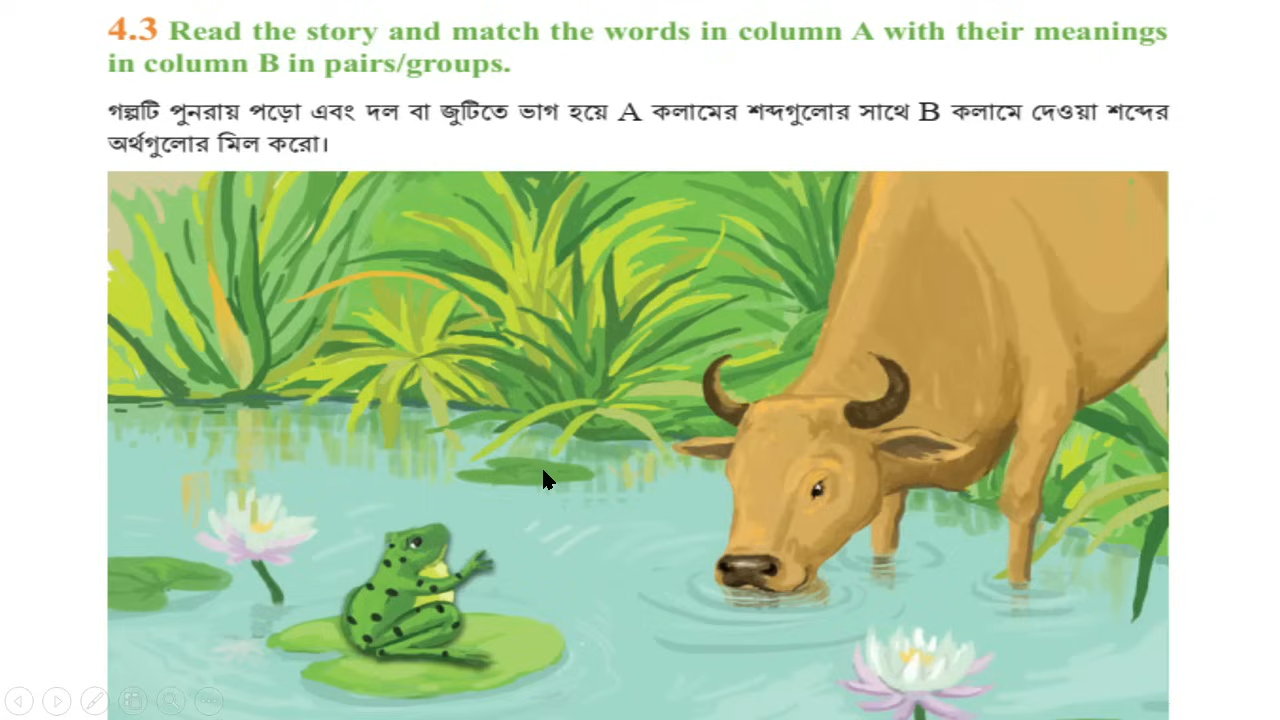 4.3 Read the story and match the words in column A with their meanings
in column B in pairs/groups.
গল্পটি পুনরায় পড়ো এবং দল বা জুটিতে ভাগ হয়ে A কলামের শব্দগুলোর সাথে B কলামে দেওয়া শব্দের
অর্থগুলোর মিল করো।